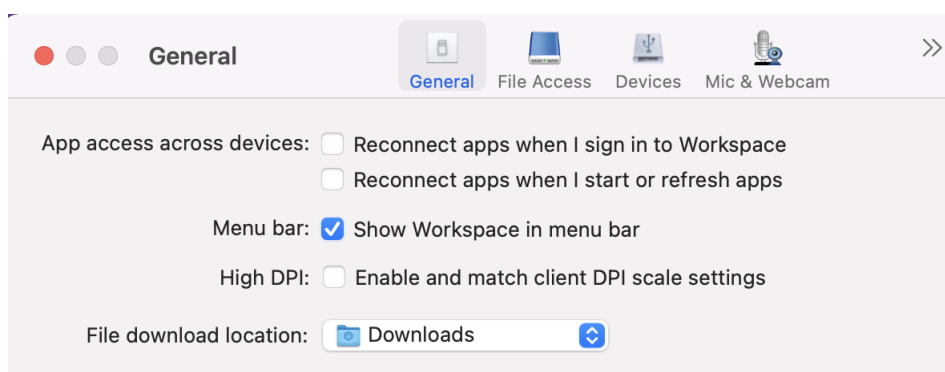 General
General File Access Devices Mic & Webcam
App access across devices: Reconnect apps when I sign in to Workspace
Reconnect apps when I start or refresh apps
Menu bar: Show Workspace in menu bar
High DPI: Enable and match client DPI scale settings
File download location: Downloads